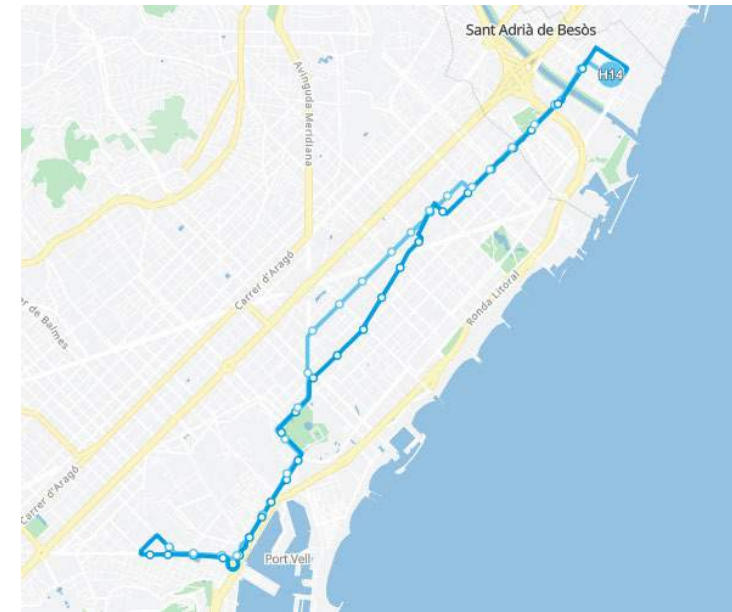 Sant Adrià de Besòs
H14
Avinguda Meridiana
Carrer d'Aragó
er de Balmes
Ronda Litoral
Carrer d'Aragó
Port Vell